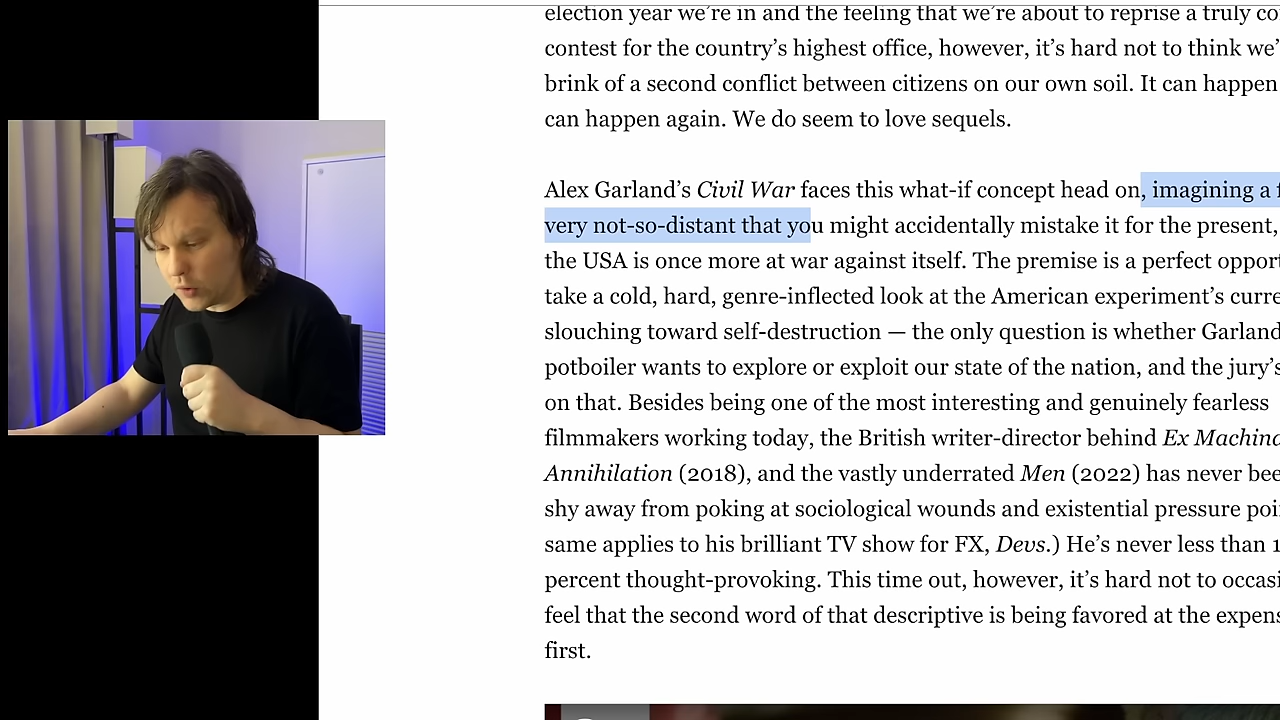 election year we're in and the feeling that we're about to reprise a truly
contest for the country's highest office, however, it's hard not to think
brink of a second conflict between citizens on our own soil. It can happen
can happen again. We do seem to love sequels.
Alex Garland's Civil War faces this what-if concept head on, imagining a
very not-so-distant that you might accidentally mistake it for the present,
the USA is once more at war against itself. The premise is a perfect
take a cold, hard, genre-inflected look at the American experiment's
slouching toward self-destruction — the only question is whether Garland
potboiler wants to explore or exploit our state of the nation, and the jury's
on that. Besides being one of the most interesting and genuinely fearless
filmmakers working today, the British writer-director behind Ex Machina
Annihilation (2018), and the vastly underrated Men (2022) has never
shy away from poking at sociological wounds and existential pressure
same applies to his brilliant TV show for FX, Devs.) He's never less than
percent thought-provoking. This time out, however, it's hard not to
feel that the second word of that descriptive is being favored at the
first.